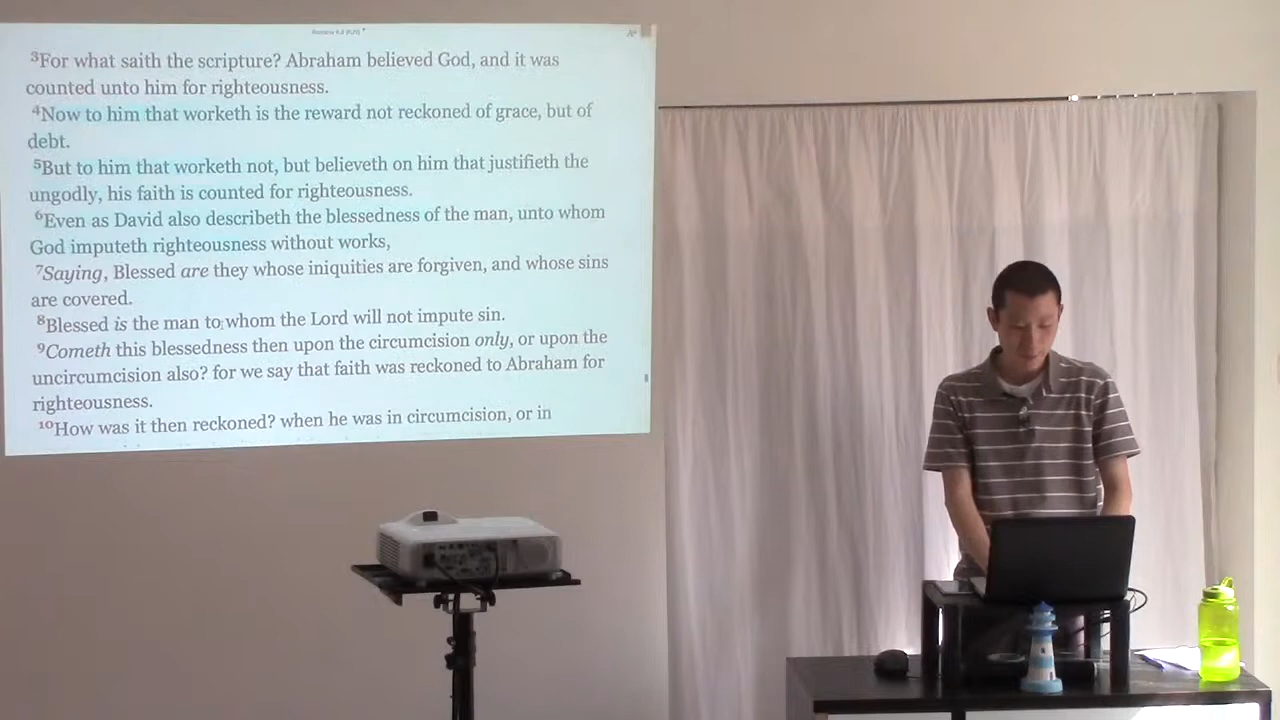 ³For what saith the scripture? Abraham believed God, and it was
counted unto him for righteousness.
⁴Now to him that worketh is the reward not reckoned of grace, but of
debt.
⁵But to him that worketh not, but believeth on him that justifieth the
ungodly, his faith is counted for righteousness.
⁶Even as David also describeth the blessedness of the man, unto whom
God imputeth righteousness without works,
⁷Saying, Blessed are they whose iniquities are forgiven, and whose sins
are covered.
⁸Blessed is the man to whom the Lord will not impute sin.
⁹Cometh this blessedness then upon the circumcision only, or upon the
uncircumcision also? for we say that faith was reckoned to Abraham for
righteousness.
¹⁰How was it then reckoned? when he was in circumcision, or in